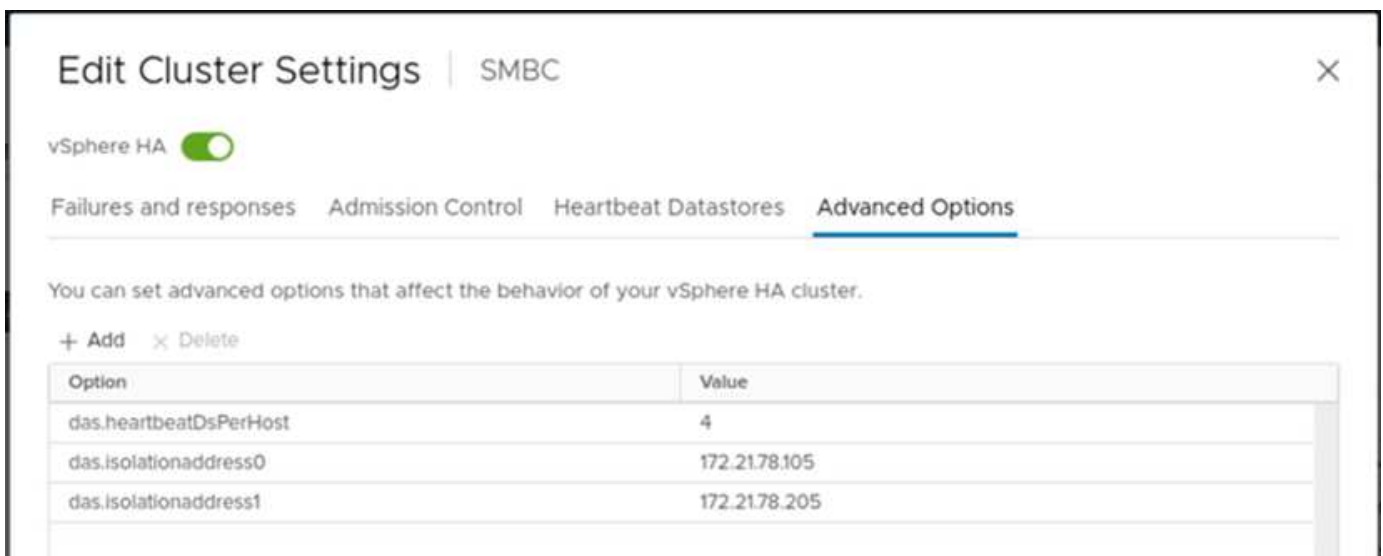 Edit Cluster Settings | SMBC
vSphere HA
Failures and responses Admission Control Heartbeat Datastores Advanced Options
You can set advanced options that affect the behavior of your vSphere HA cluster.
+ Add × Delete
Option Value
das.heartbeatDsPerHost 4
das.isolationaddress0 172.21.78.105
das.isolationaddress1 172.21.78.205